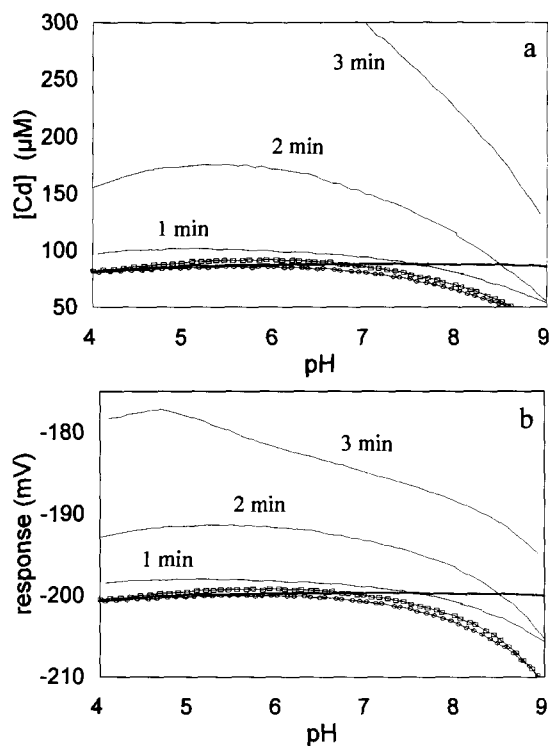 a
300
250
200
150
100
50
[Cd] (µM)
3 min
2 min
1 min
4 5 6 7 8 9
pH
b
-180
-190
-200
-210
response (mV)
3 min
2 min
1 min
4 5 6 7 8 9
pH